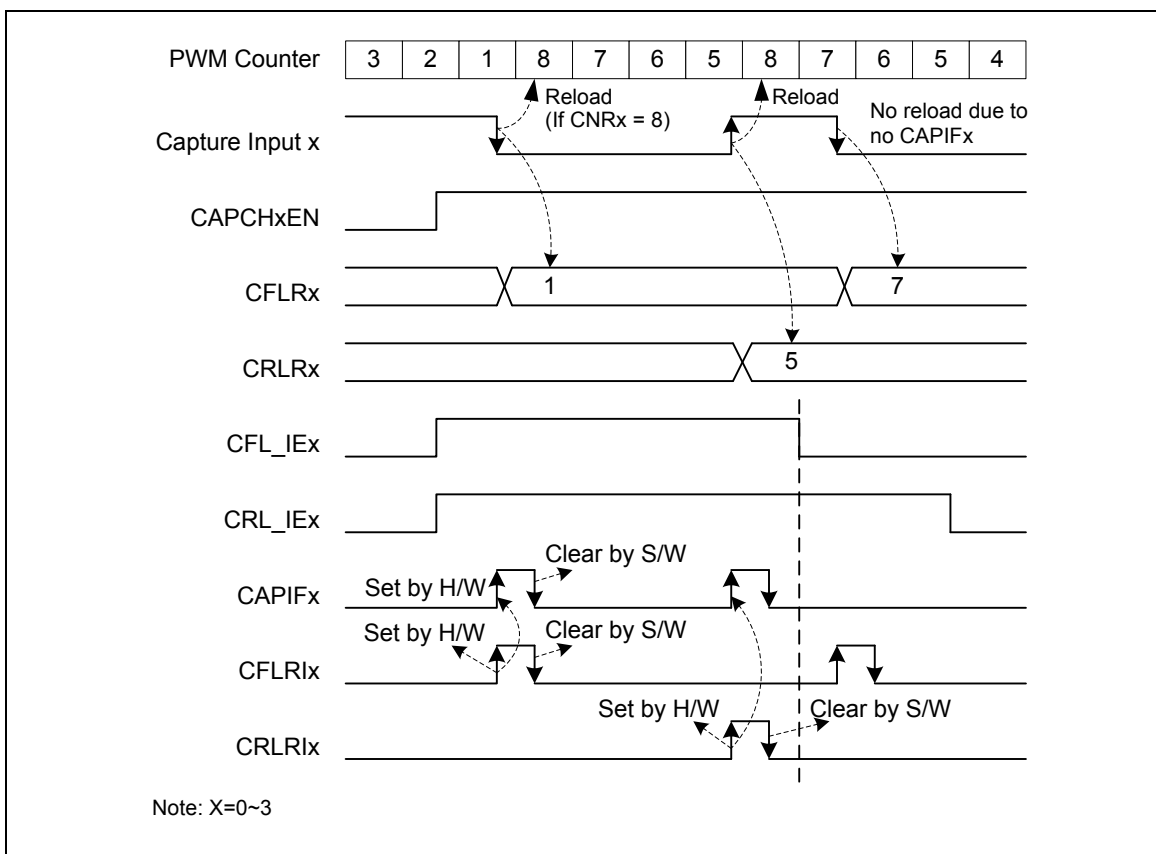 PWM Counter 3 2 1 8 7 6 5 8 7 6 5 4
Reload
(If CNRx = 8)
Reload
No reload due to
no CAPIFx
Capture Input x
CAPCHxEN
CFLRx 1 7
CRLRx 5
CFL_IEx
CRL_IEx
Clear by S/W
CAPIFx Set by H/W
Set by H/W Clear by S/W
CFLRIx
Set by H/W Clear by S/W
CRLRIx
Note: X=0~3